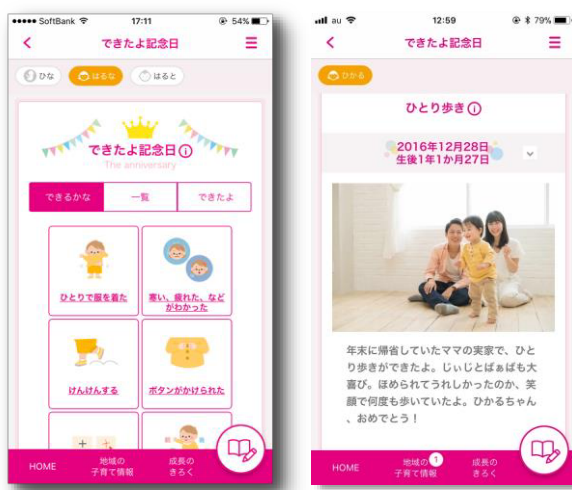 SoftBank 17:11 54%
できたよ記念日
ひな はるな はると
できたよ記念日
The anniversary
できるかな 一覧 できたよ
ひとりで服を着た
寒い、疲れた、など
がわかった
けんけんする
ボタンがかけられた
HOME
地域の
子育て情報
成長の
きろく
au 12:59 79%
できたよ記念日
ひかる
ひとり歩き
2016年12月28日
生後1年1か月27日
年末に帰省していたママの実家で、ひと
り歩きができたよ。じぃじとばぁばも大
喜び。ほめられてうれしかったのか、笑
顔で何度も歩いていたよ。ひかるちゃん
、おめでとう！
HOME
地域の 1
子育て情報
成長の
きろく